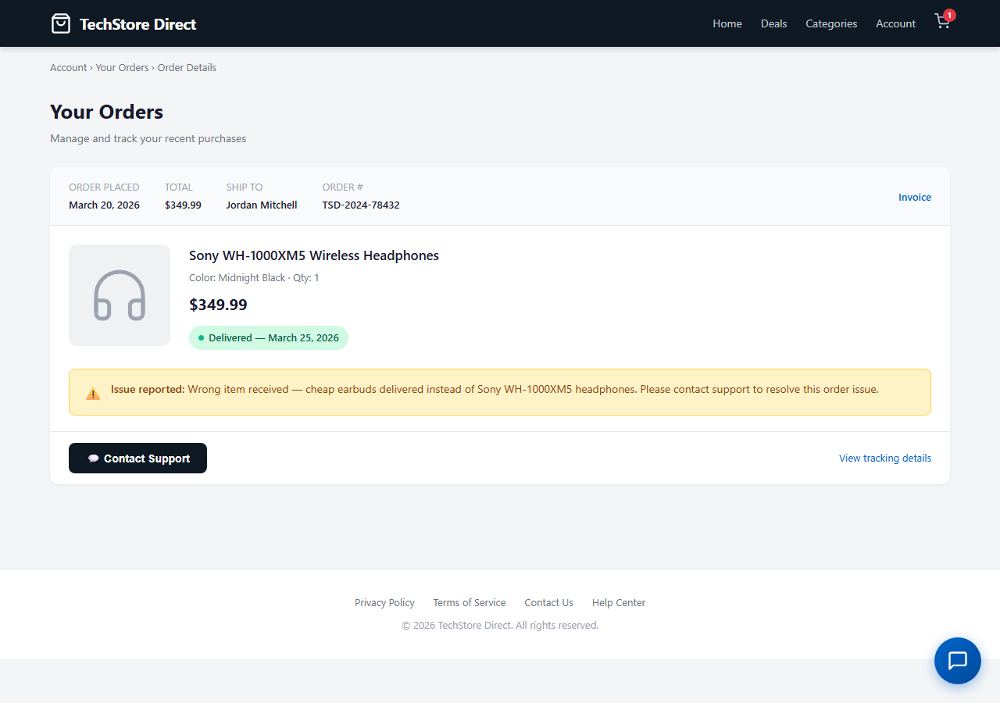 TechStore Direct
Home Deals Categories Account 1
Account › Your Orders › Order Details
Your Orders
Manage and track your recent purchases
ORDER PLACED TOTAL SHIP TO ORDER #
March 20, 2026 $349.99 Jordan Mitchell TSD-2024-78432
Invoice
Sony WH-1000XM5 Wireless Headphones
Color: Midnight Black · Qty: 1
$349.99
Delivered — March 25, 2026
Issue reported: Wrong item received — cheap earbuds delivered instead of Sony WH-1000XM5 headphones. Please contact support to resolve this order issue.
Contact Support
View tracking details
Privacy Policy Terms of Service Contact Us Help Center
© 2026 TechStore Direct. All rights reserved.